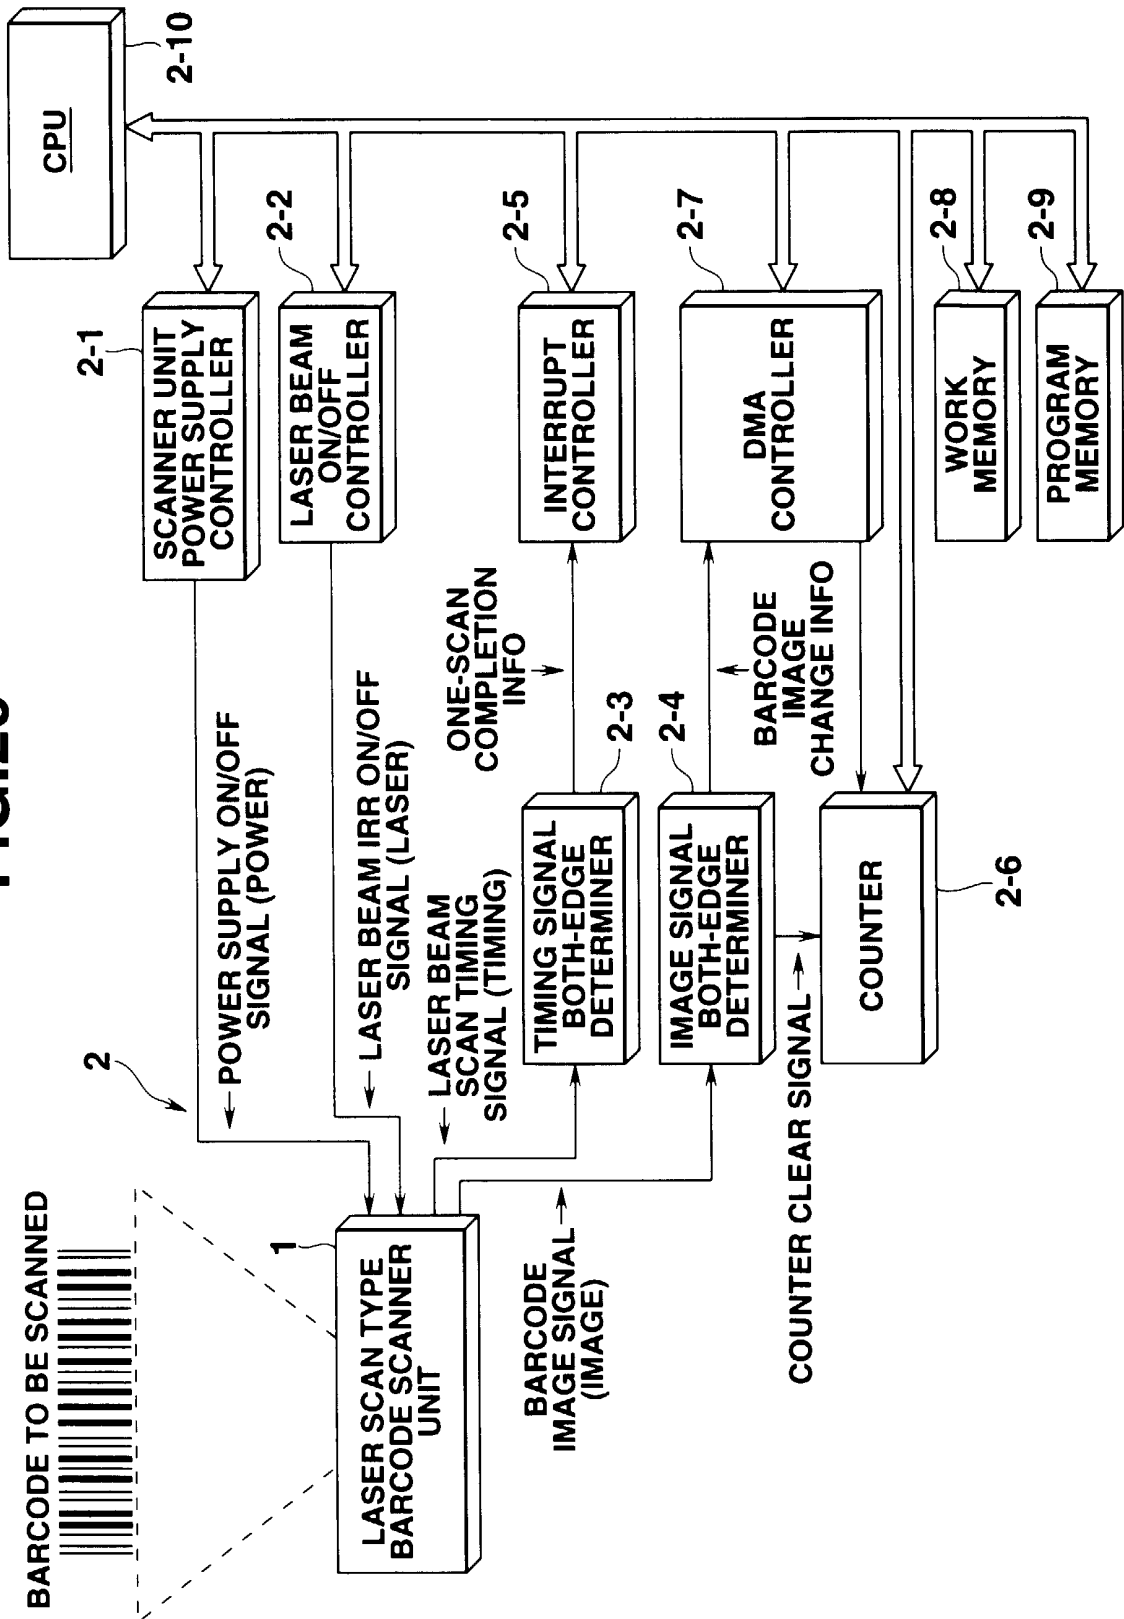 BARCODE TO BE SCANNED
2
1
LASER SCAN TYPE
BARCODE SCANNER
UNIT
POWER SUPPLY ON/OFF
SIGNAL (POWER)
LASER BEAM IRR ON/OFF
SIGNAL (LASER)
LASER BEAM
SCAN TIMING
SIGNAL (TIMING)
BARCODE
IMAGE SIGNAL
(IMAGE)
2-1
SCANNER UNIT
POWER SUPPLY
CONTROLLER
2-2
LASER BEAM
ON/OFF
CONTROLLER
CPU
2-10
ONE-SCAN
COMPLETION
INFO
2-3
TIMING SIGNAL
BOTH-EDGE
DETERMINER
2-5
INTERRUPT
CONTROLLER
2-4
IMAGE SIGNAL
BOTH-EDGE
DETERMINER
BARCODE
IMAGE
CHANGE INFO
2-7
DMA
CONTROLLER
COUNTER CLEAR SIGNAL
COUNTER
2-6
2-8
WORK
MEMORY
2-9
PROGRAM
MEMORY